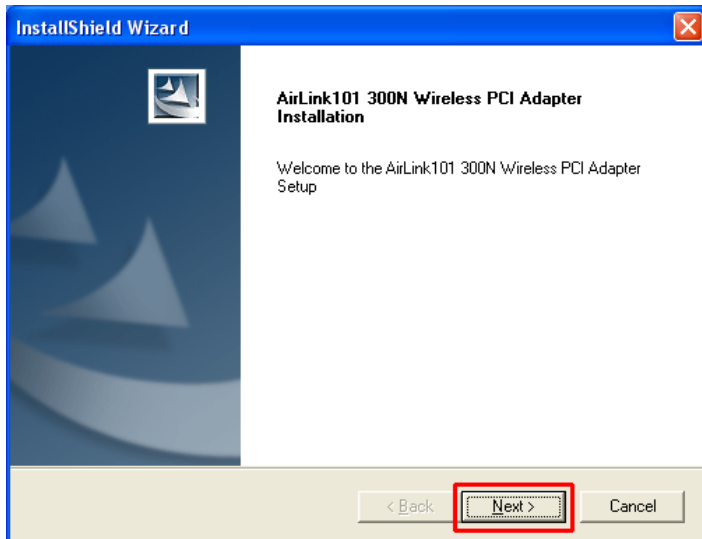 InstallShield Wizard
AirLink101 300N Wireless PCI Adapter
Installation
Welcome to the AirLink101 300N Wireless PCI Adapter
Setup
< Back
Next >
Cancel